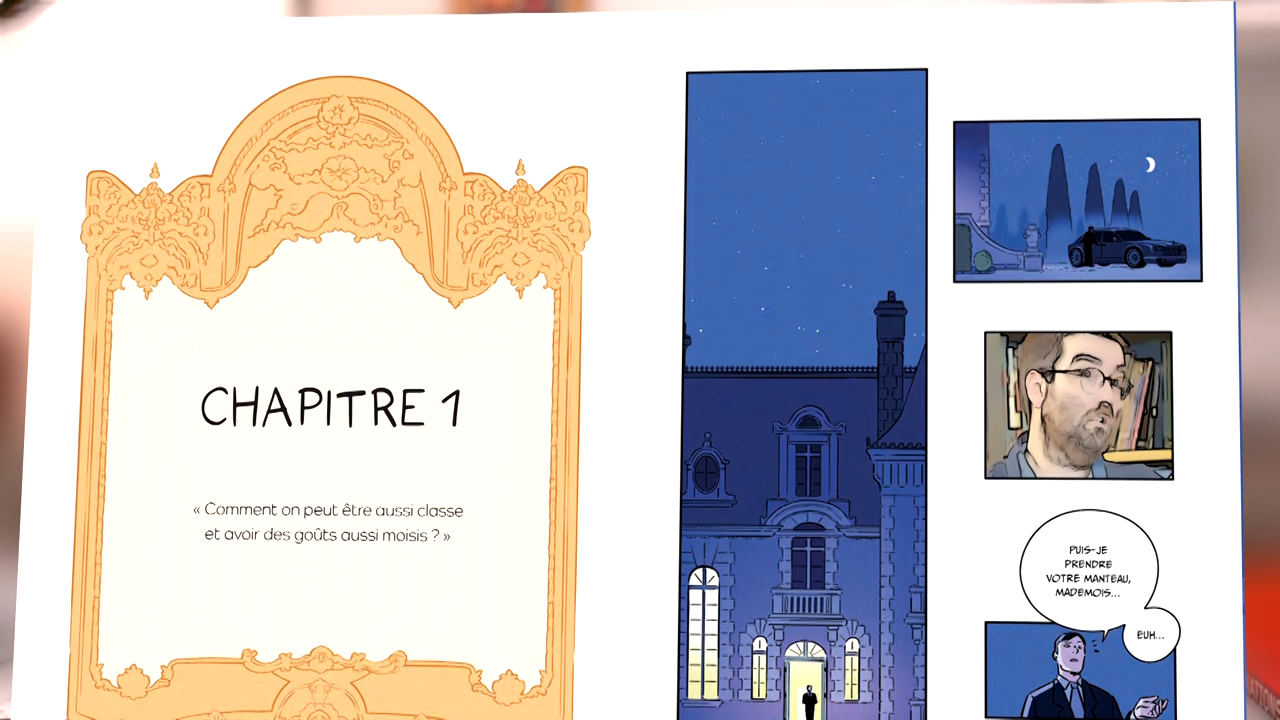 CHAPITRE 1
« Comment on peut être aussi classe
et avoir des goûts aussi moisis ? »
PUIS-JE
PRENDRE
VOTRE MANTEAU,
MADEMOIS...
EUH...